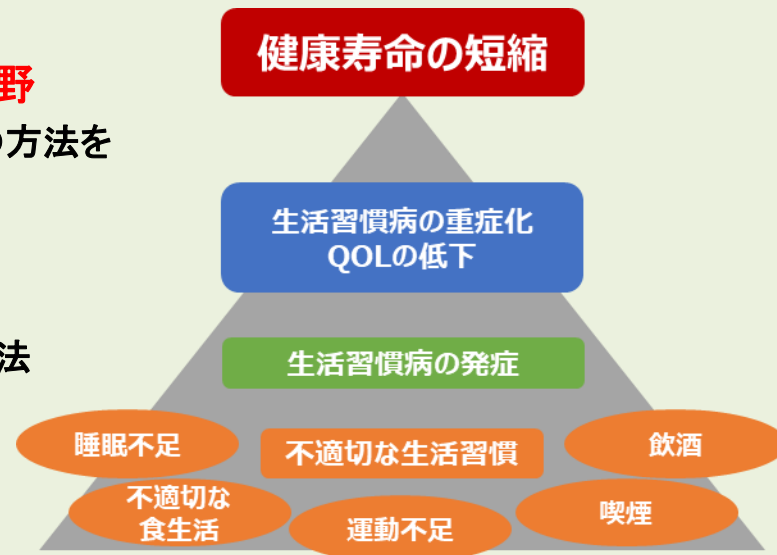 健康寿命の短縮
野
の方法を
生活習慣病の重症化
QOLの低下
法
生活習慣病の発症
睡眠不足
不適切な生活習慣
飲酒
不適切な
食生活
運動不足
喫煙